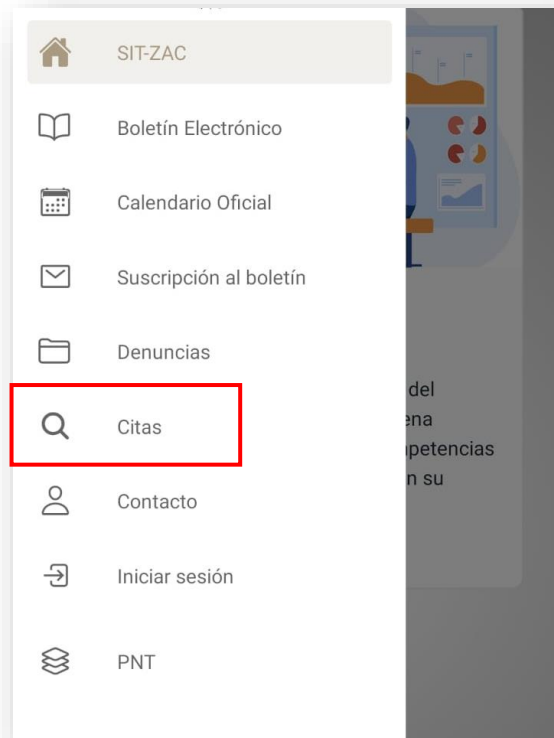 SIT-ZAC
Boletín Electrónico
Calendario Oficial
Suscripción al boletín
Denuncias
del
Citas
ena
petencias
n su
Contacto
Iniciar sesión
PNT